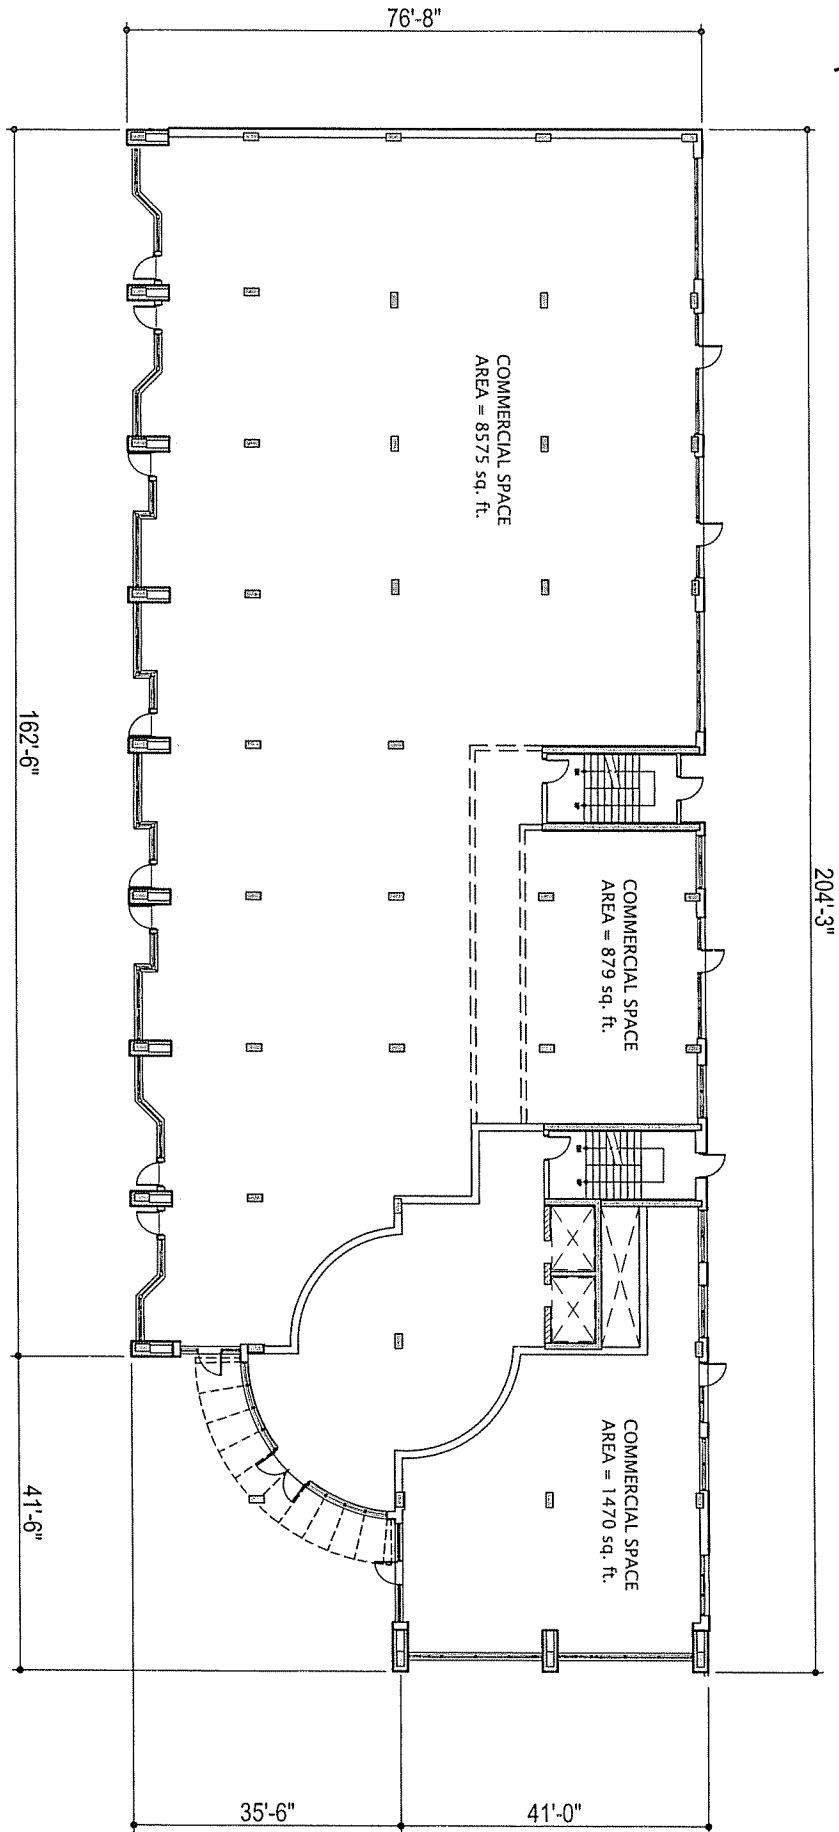 76'-8"
COMMERCIAL SPACE
AREA = 8575 sq. ft.
162'-6"
204'-3"
COMMERCIAL SPACE
AREA = 879 sq. ft.
COMMERCIAL SPACE
AREA = 1470 sq. ft.
41'-6"
35'-6"
41'-0"